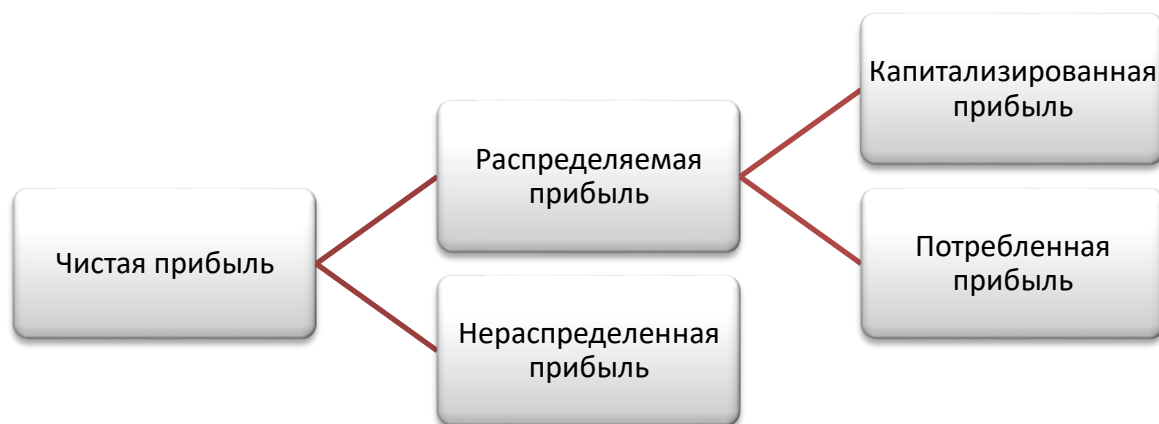 Чистая прибыль
Распределяемая
прибыль
Нераспределенная
прибыль
Капитализированная
прибыль
Потребленная
прибыль